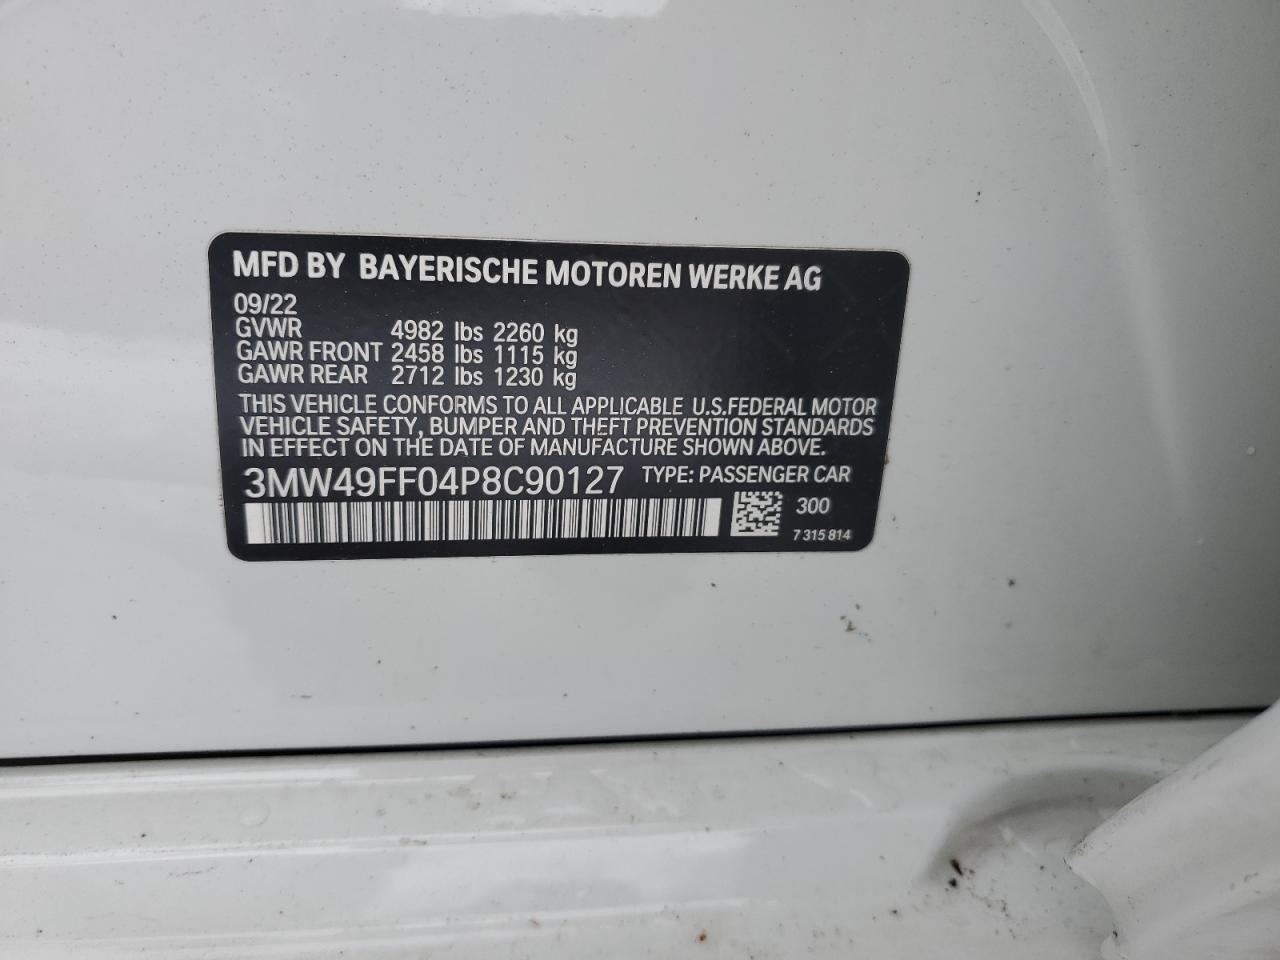 MFD BY BAYERISCHE MOTOREN WERKE AG
09/22
GVWR 4982 lbs 2260 kg
GAWR FRONT 2458 lbs 1115 kg
GAWR REAR 2712 lbs 1230 kg
THIS VEHICLE CONFORMS TO ALL APPLICABLE U.S.FEDERAL MOTOR
VEHICLE SAFETY, BUMPER AND THEFT PREVENTION STANDARDS
IN EFFECT ON THE DATE OF MANUFACTURE SHOWN ABOVE.
3MW49FF04P8C90127 TYPE: PASSENGER CAR
300
7 315 814